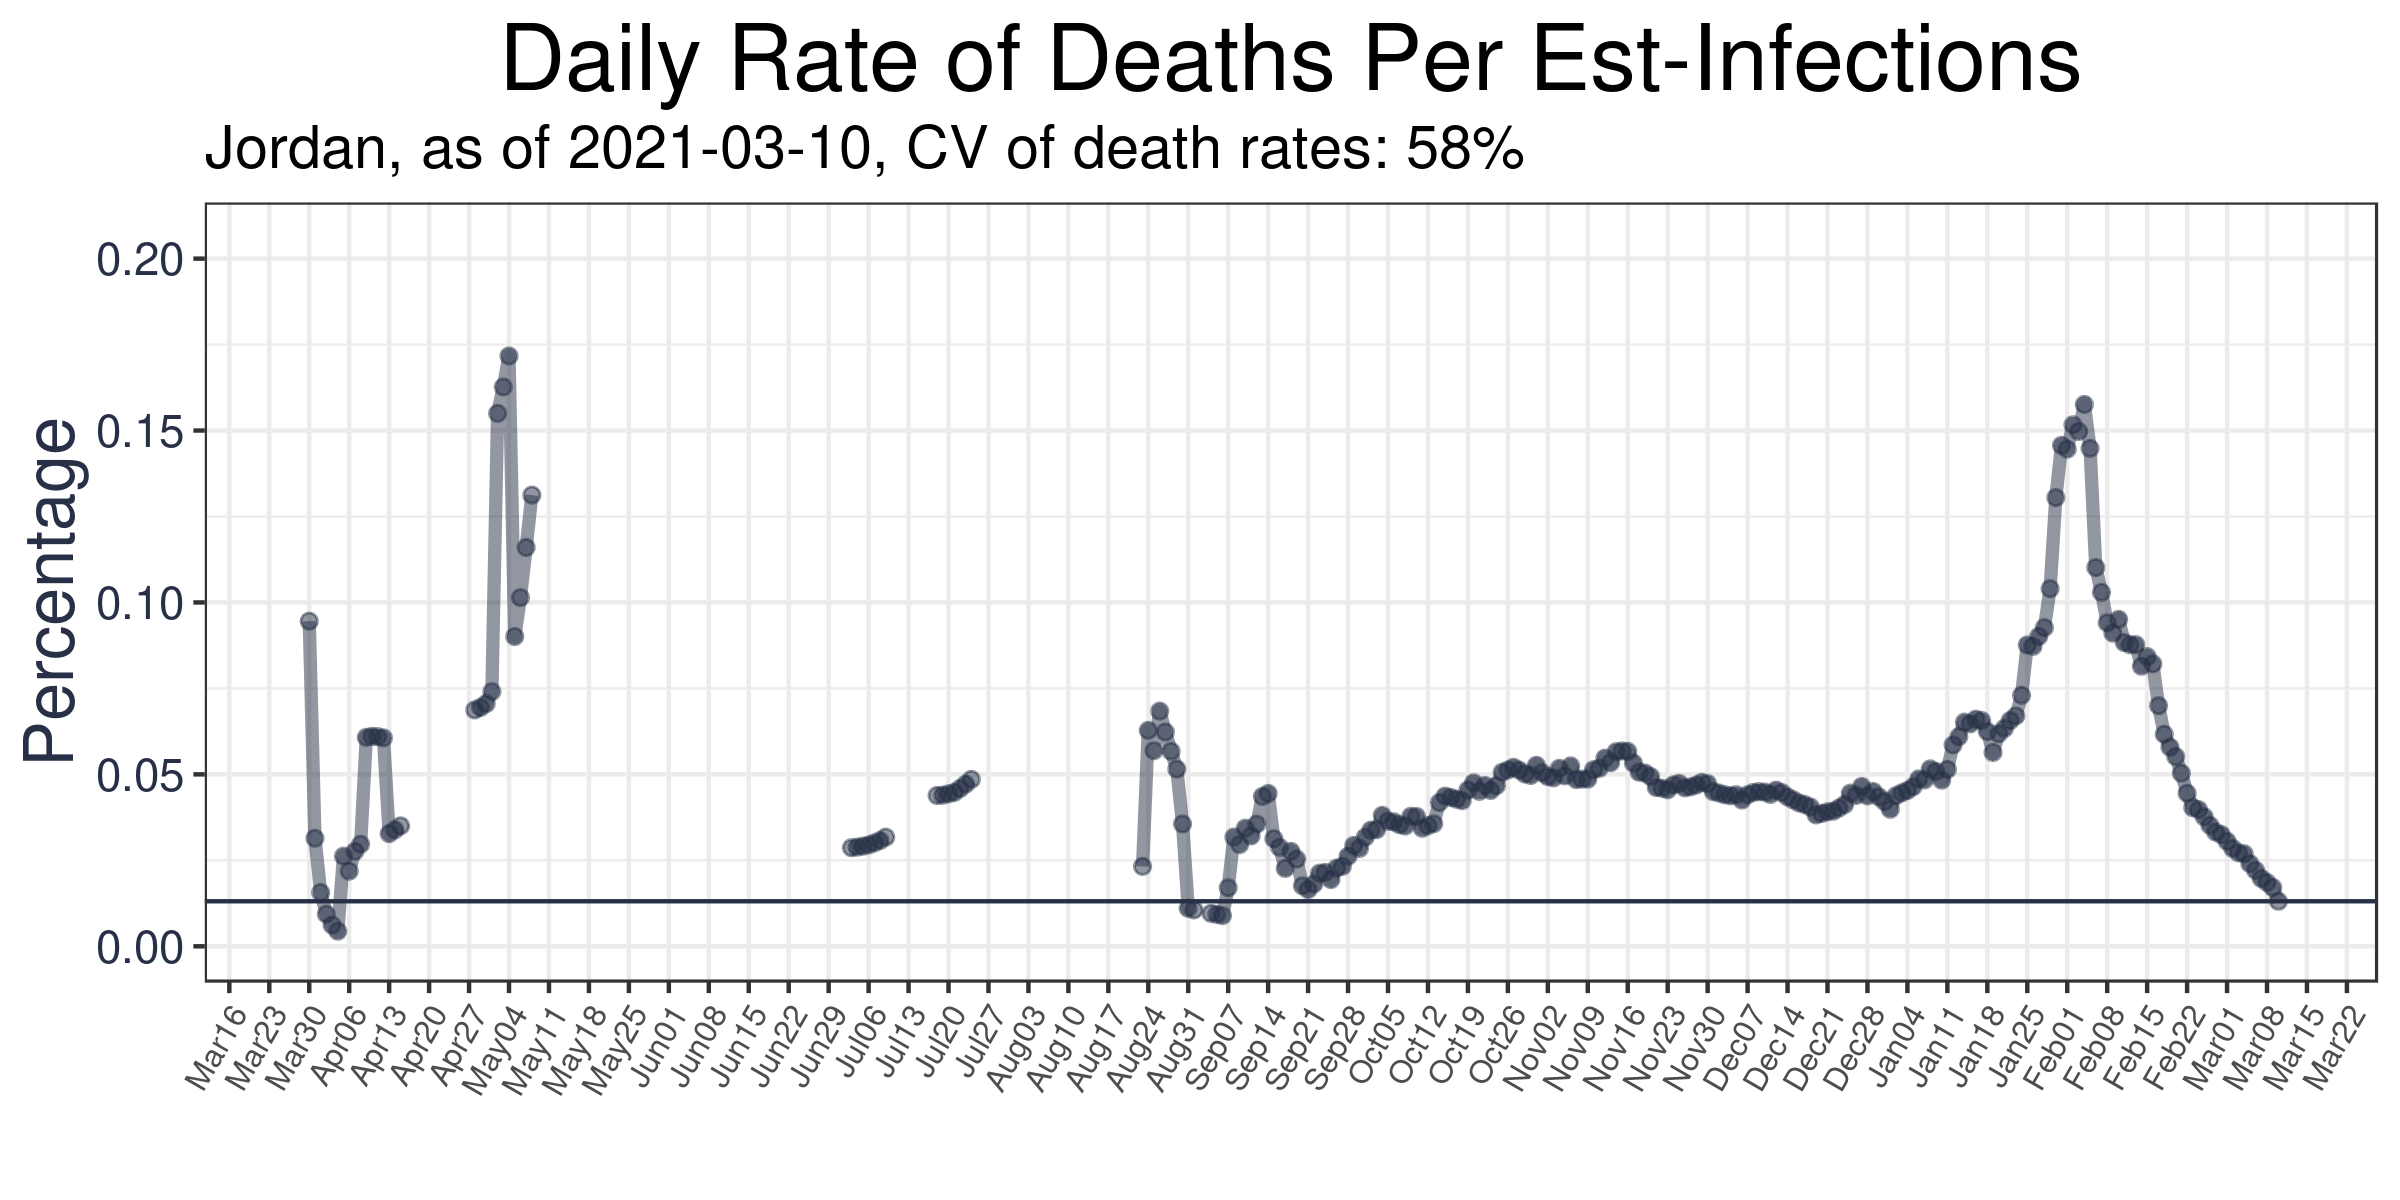 Daily Rate of Deaths Per Est-Infections
Jordan, as of 2021-03-10, CV of death rates: 58%
Percentage
0.20
0.15
0.10
0.05
0.00
Mar16
Mar23
Mar30
Apr06
Apr13
Apr20
Apr27
May04
May11
May18
May25
Jun01
Jun08
Jun15
Jun22
Jun29
Jul06
Jul13
Jul20
Jul27
Aug03
Aug10
Aug17
Aug24
Aug31
Sep07
Sep14
Sep21
Sep28
Oct05
Oct12
Oct19
Oct26
Nov02
Nov09
Nov16
Nov23
Nov30
Dec07
Dec14
Dec21
Dec28
Jan04
Jan11
Jan18
Jan25
Feb01
Feb08
Feb15
Feb22
Mar01
Mar08
Mar15
Mar22